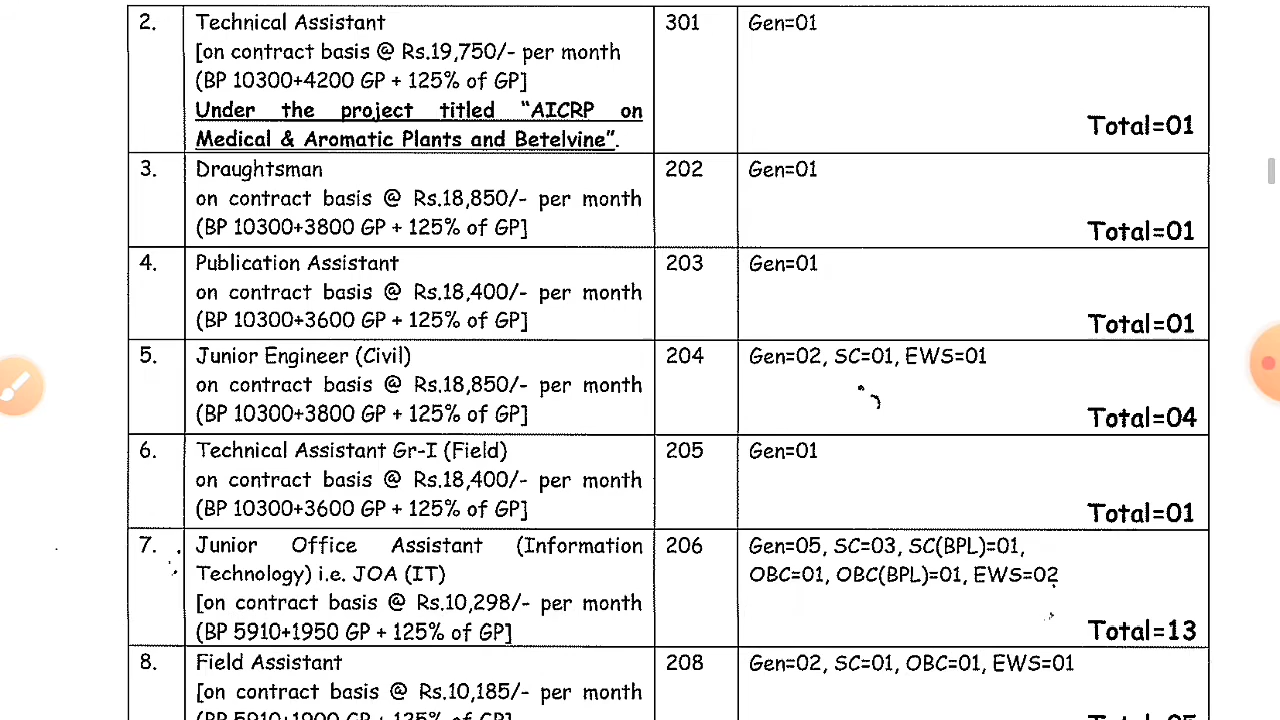 2. Technical Assistant 301 Gen=01
[on contract basis @ Rs.19,750/- per month
(BP 10300+4200 GP + 125% of GP]
Under the project titled "AICRP on
Medical & Aromatic Plants and Betelvine".
Total=01
3. Draughtsman 202 Gen=01
on contract basis @ Rs.18,850/- per month
(BP 10300+3800 GP + 125% of GP]
Total=01
4. Publication Assistant 203 Gen=01
on contract basis @ Rs.18,400/- per month
(BP 10300+3600 GP + 125% of GP]
Total=01
5. Junior Engineer (Civil) 204 Gen=02, SC=01, EWS=01
on contract basis @ Rs.18,850/- per month
(BP 10300+3800 GP + 125% of GP]
Total=04
6. Technical Assistant Gr-I (Field) 205 Gen=01
on contract basis @ Rs.18,400/- per month
(BP 10300+3600 GP + 125% of GP]
Total=01
7. Junior Office Assistant (Information 206 Gen=05, SC=03, SC(BPL)=01,
Technology) i.e. JOA (IT) OBC=01, OBC(BPL)=01, EWS=02
[on contract basis @ Rs.10,298/- per month
(BP 5910+1950 GP + 125% of GP]
Total=13
8. Field Assistant 208 Gen=02, SC=01, OBC=01, EWS=01
[on contract basis @ Rs.10,185/- per month
(BP 5910+1900 GP + 125% of GP]
Total=05